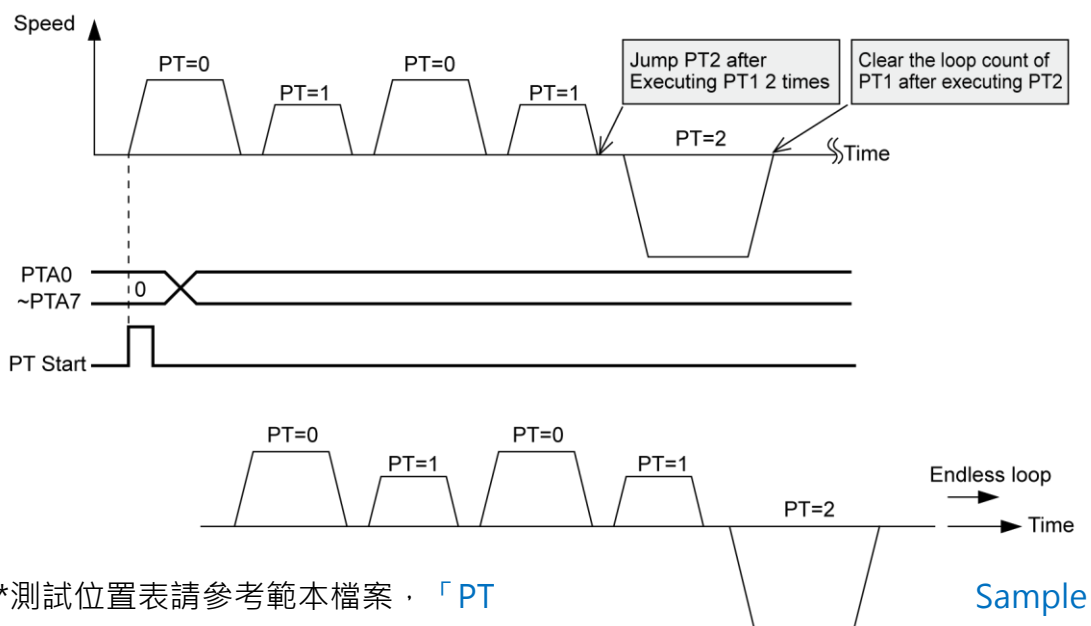 Speed
PT=0
PT=1
PT=0
PT=1
Jump PT2 after
Executing PT1 2 times
Clear the loop count of
PT1 after executing PT2
PT=2
Time
PTA0
~PTA7
0
PT Start
PT=0
PT=1
PT=0
PT=1
PT=2
Endless loop
Time
*測試位置表請參考範本檔案,「PT Sample